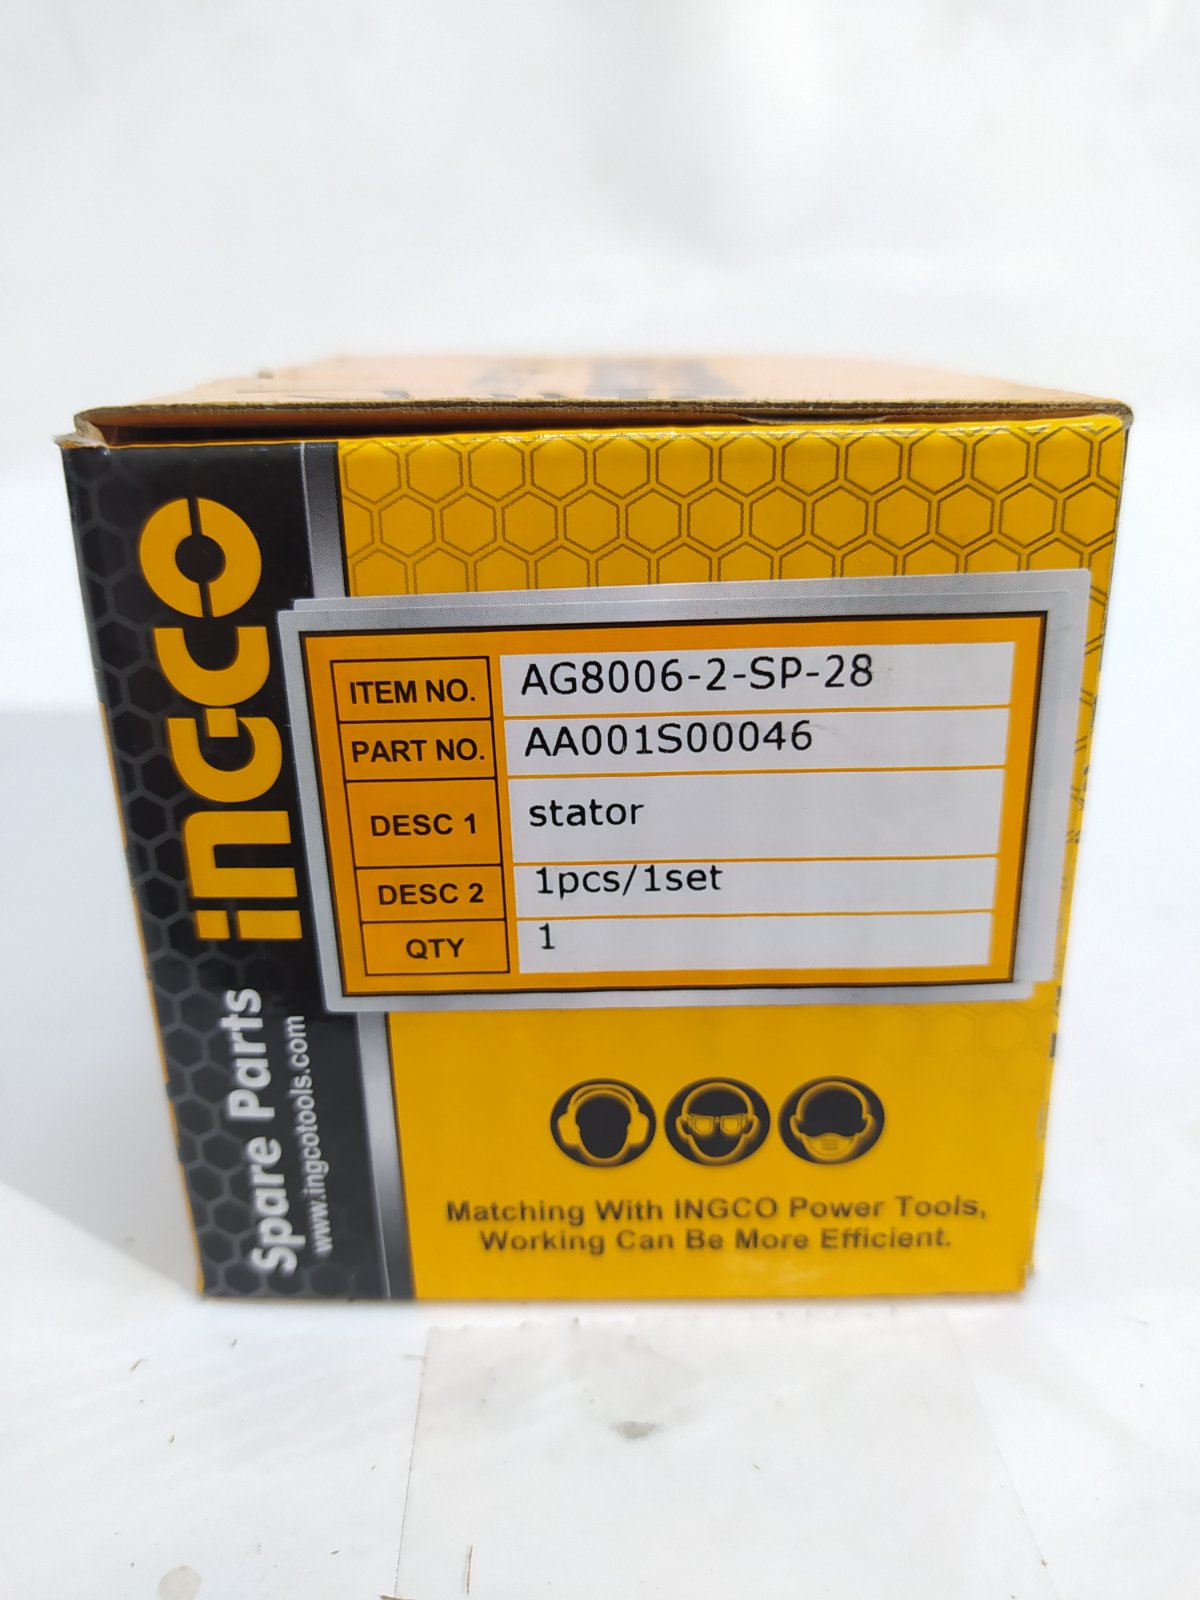 ingco
Spare Parts
www.ingcotools.com
ITEM NO. AG8006-2-SP-28
PART NO. AA001S00046
DESC 1 stator
DESC 2 1pcs/1set
QTY 1
Matching With INGCO Power Tools,
Working Can Be More Efficient.